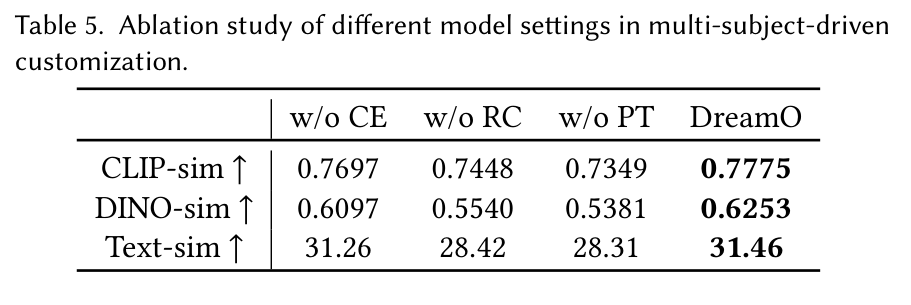 Table 5. Ablation study of different model settings in multi-subject-driven
customization.
w/o CE w/o RC w/o PT DreamO
CLIP-sim ↑ 0.7697 0.7448 0.7349 0.7775
DINO-sim ↑ 0.6097 0.5540 0.5381 0.6253
Text-sim ↑ 31.26 28.42 28.31 31.46